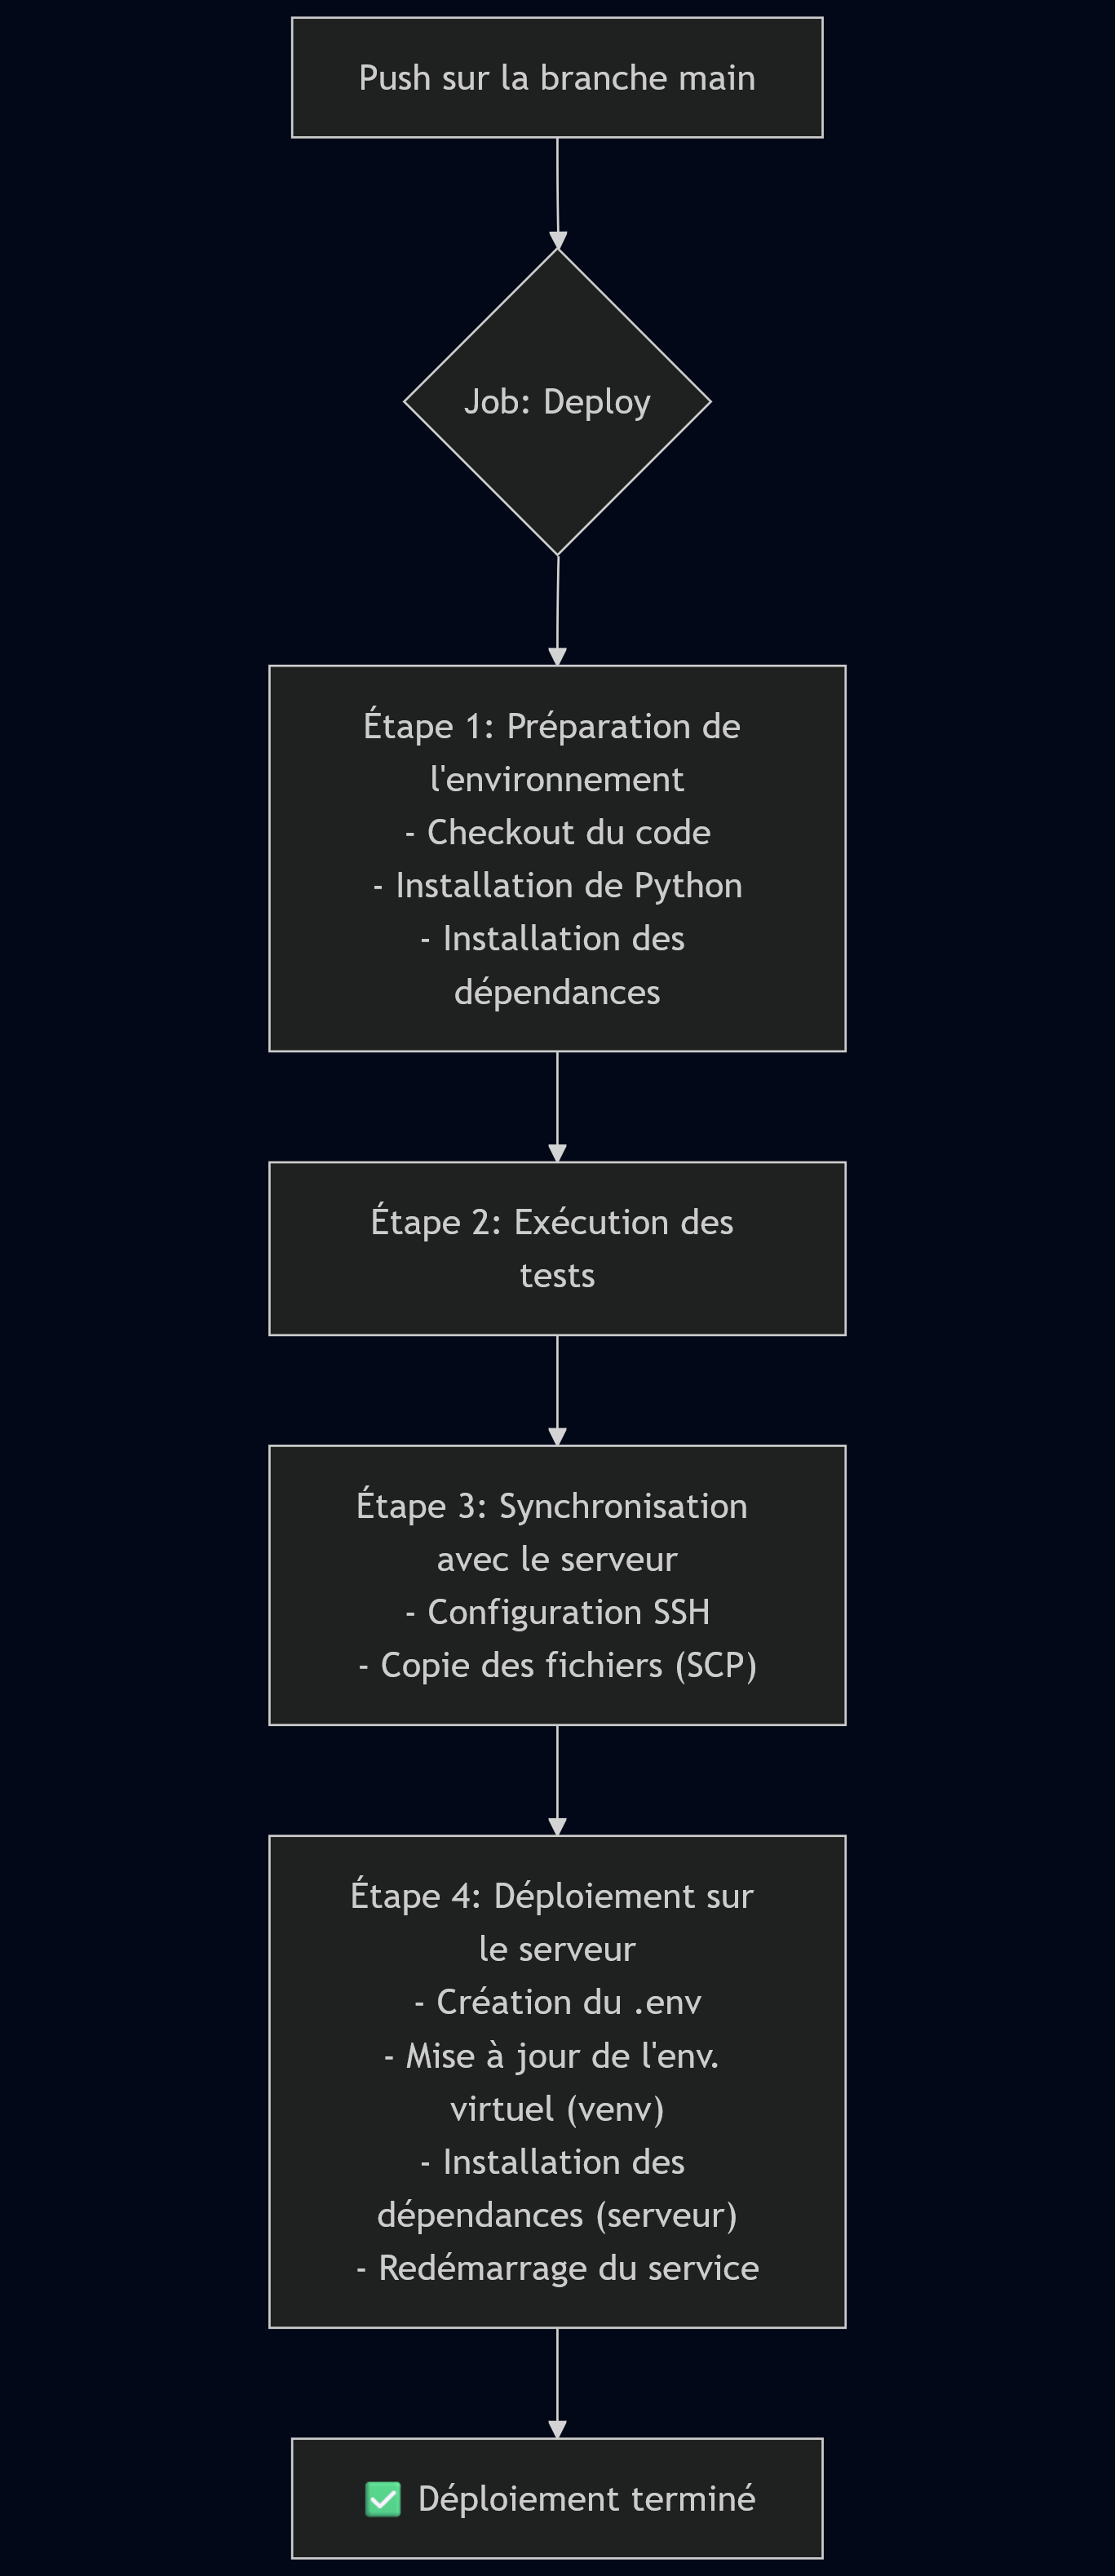 Push sur la branche main
Job: Deploy
Étape 1: Préparation de
l'environnement
- Checkout du code
- Installation de Python
- Installation des
dépendances
Étape 2: Exécution des
tests
Étape 3: Synchronisation
avec le serveur
- Configuration SSH
- Copie des fichiers (SCP)
Étape 4: Déploiement sur
le serveur
- Création du .env
- Mise à jour de l'env.
virtuel (venv)
- Installation des
dépendances (serveur)
- Redémarrage du service
✅ Déploiement terminé